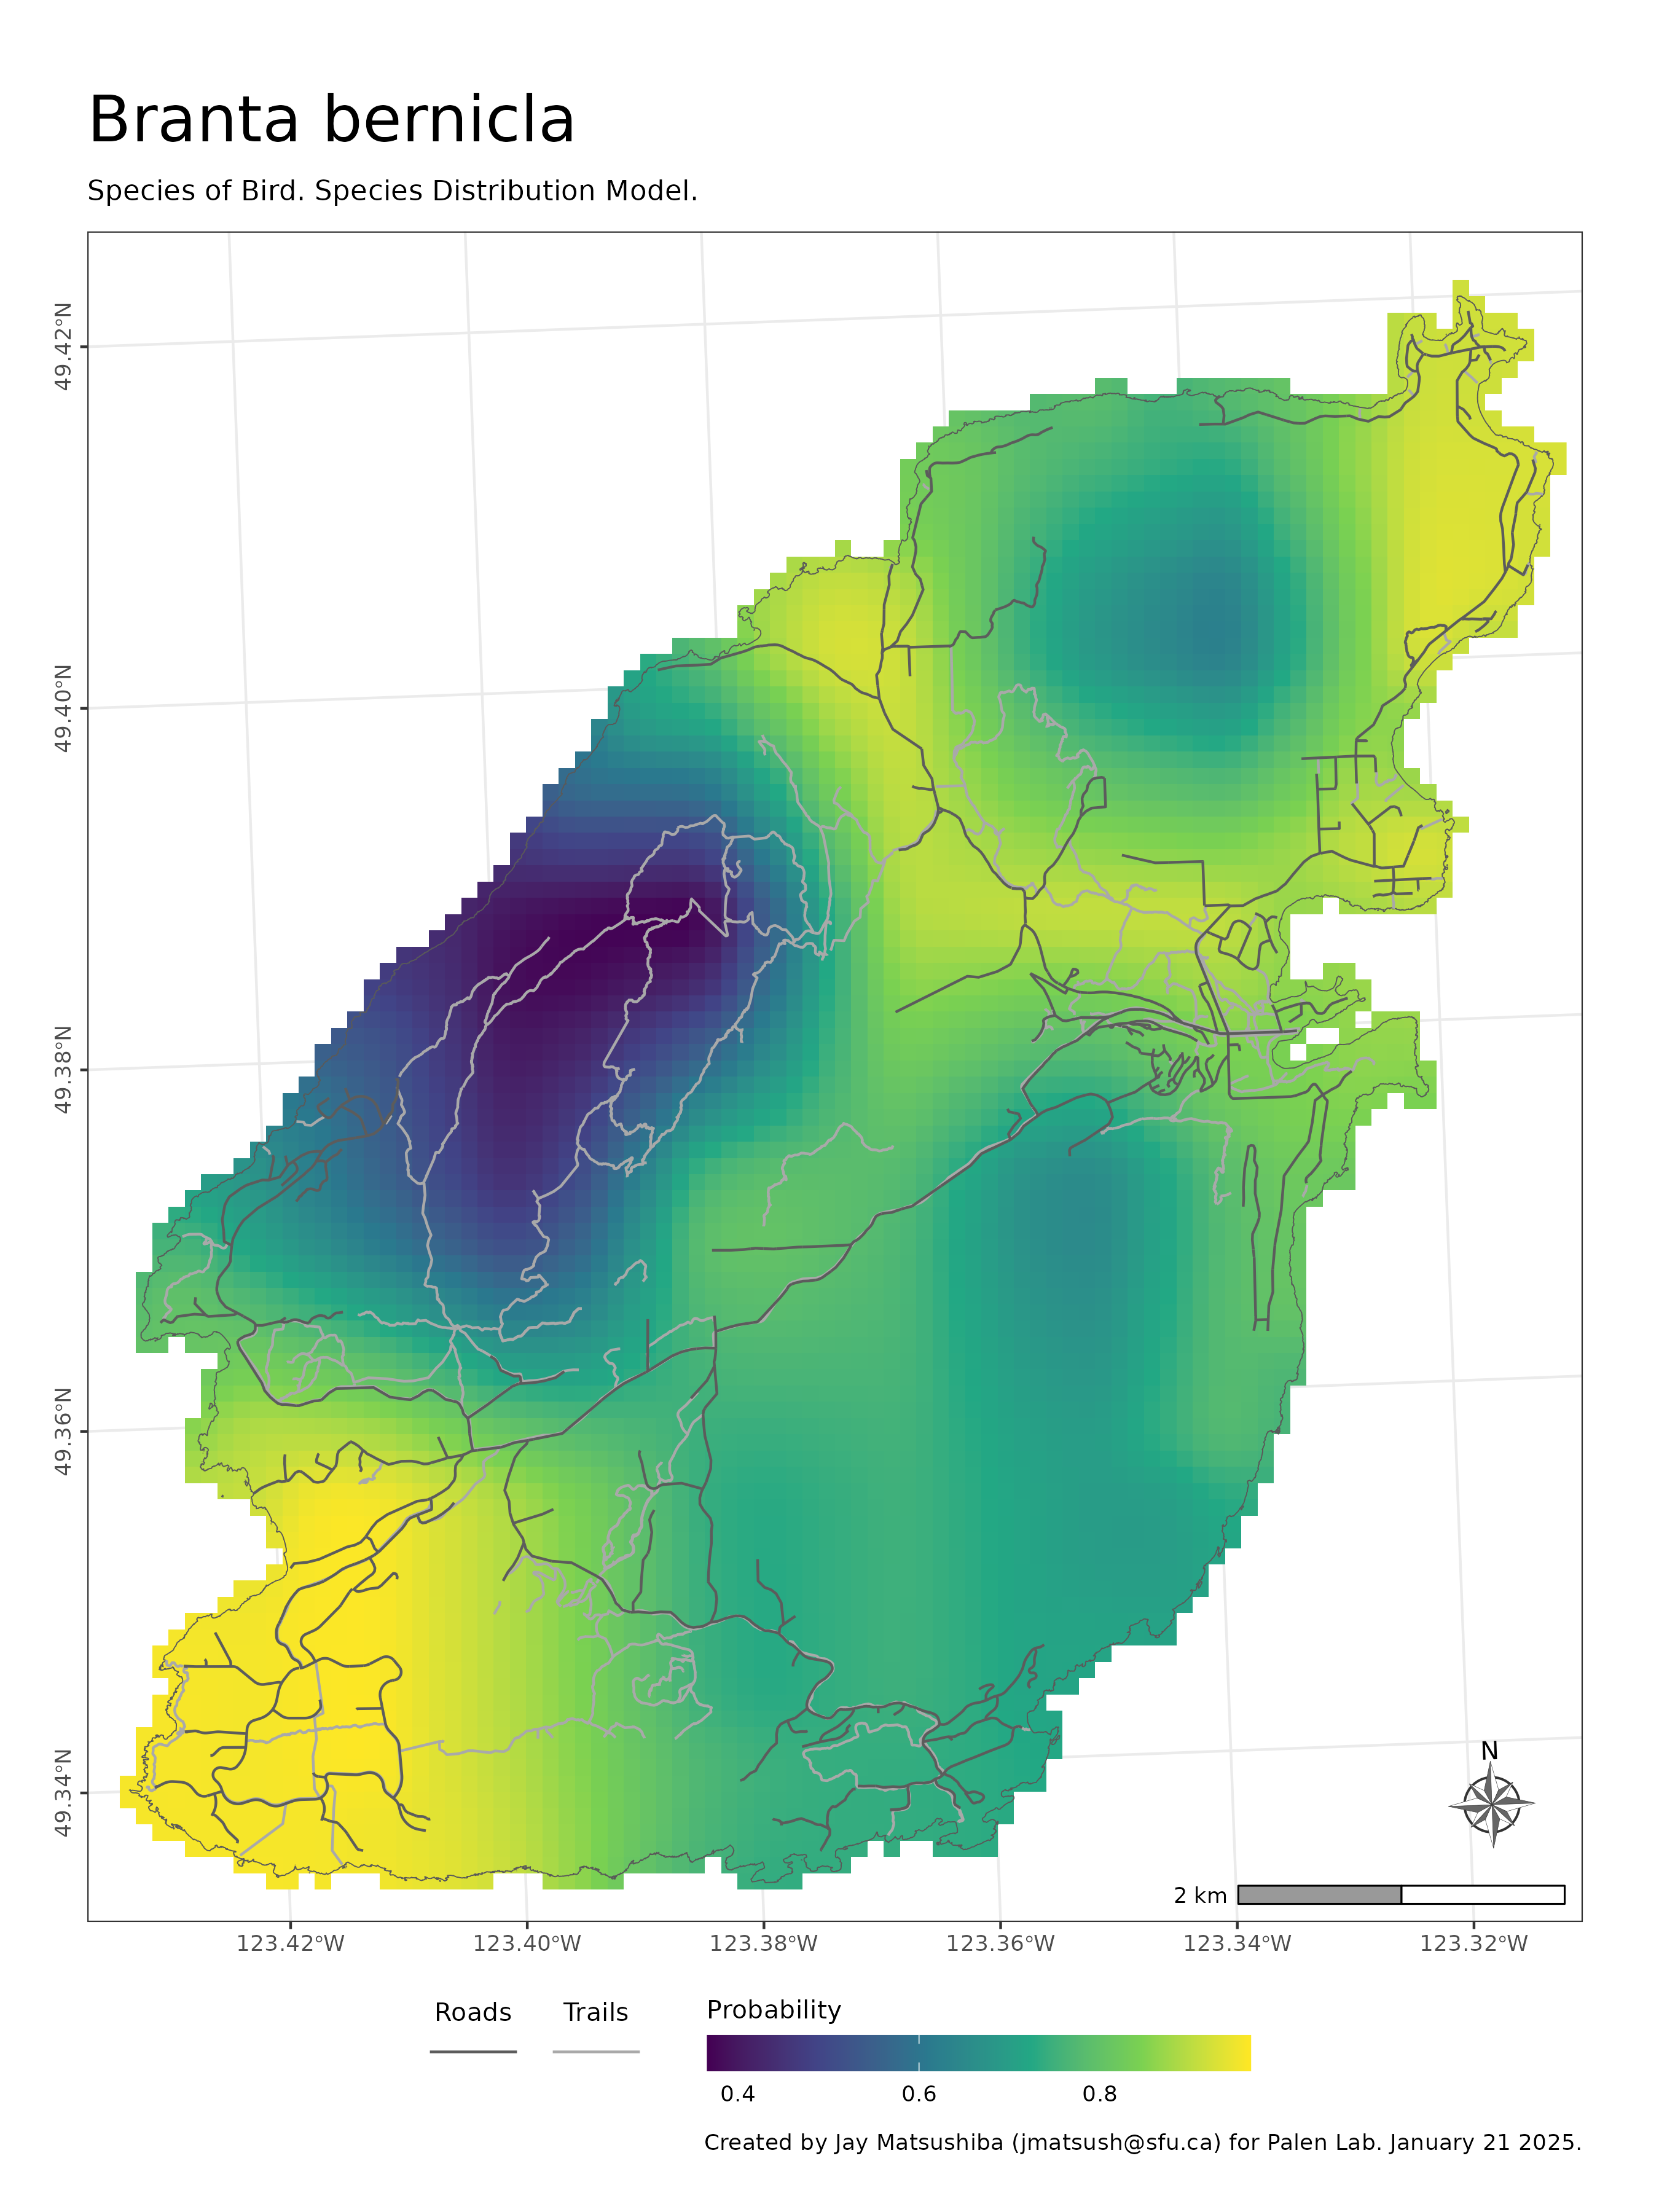 Branta bernicla
Species of Bird. Species Distribution Model.
49.42°N
49.40°N
49.38°N
49.36°N
49.34°N
N
2 km
123.42°W 123.40°W 123.38°W 123.36°W 123.34°W 123.32°W
Roads Trails Probability
0.4 0.6 0.8
Created by Jay Matsushiba (jmatsush@sfu.ca) for Palen Lab. January 21 2025.